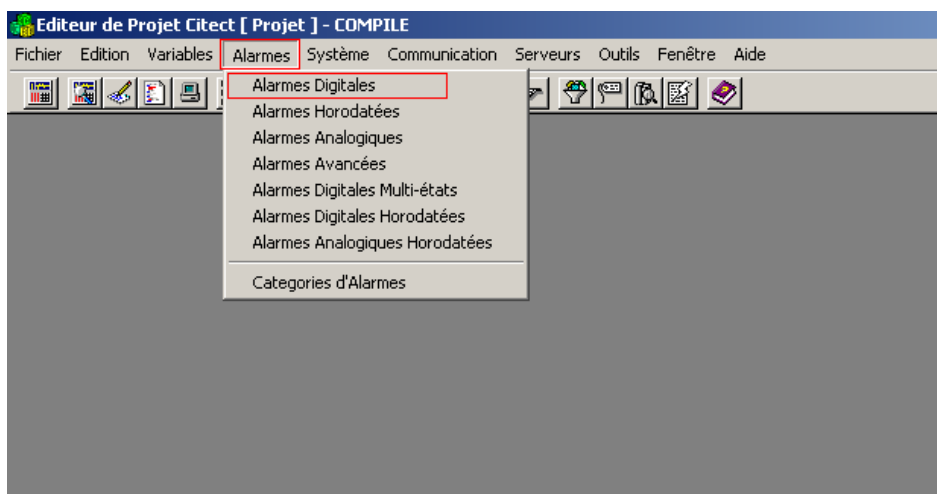 Editeur de Projet Citect [ Projet ] - COMPILE
Fichier Edition Variables Alarmes Système Communication Serveurs Outils Fenêtre Aide
Alarmes Digitales
Alarmes Horodatées
Alarmes Analogiques
Alarmes Avancées
Alarmes Digitales Multi-états
Alarmes Digitales Horodatées
Alarmes Analogiques Horodatées
Categories d'Alarmes